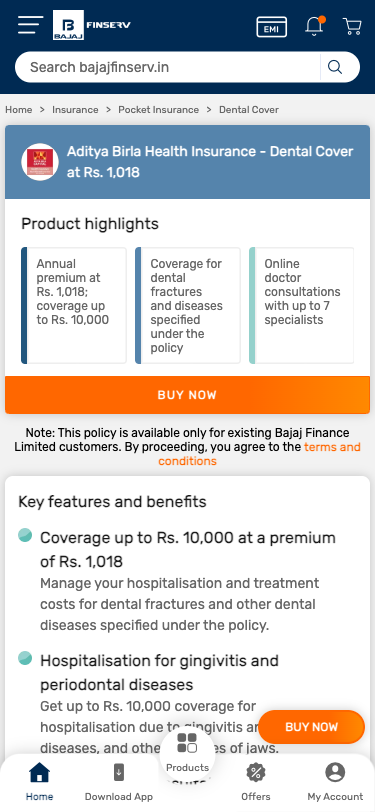 BAJAJ FINSERV
EMI
Search bajajfinserv.in
Home > Insurance > Pocket Insurance > Dental Cover
Aditya Birla Health Insurance - Dental Cover
at Rs. 1,018
Product highlights
Annual
premium at
Rs. 1,018;
coverage up
to Rs. 10,000
Coverage for
dental
fractures
and diseases
specified
under the
policy
Online
doctor
consultations
with up to 7
specialists
BUY NOW
Note: This policy is available only for existing Bajaj Finance
Limited customers. By proceeding, you agree to the terms and
conditions
Key features and benefits
Coverage up to Rs. 10,000 at a premium
of Rs. 1,018
Manage your hospitalisation and treatment
costs for dental fractures and other dental
diseases specified under the policy.
Hospitalisation for gingivitis and
periodontal diseases
Get up to Rs. 10,000 coverage for
hospitalisation due to gingivitis
BUY NOW
diseases, and othe es of jaws.
Home
Download App
Products
Offers
My Account